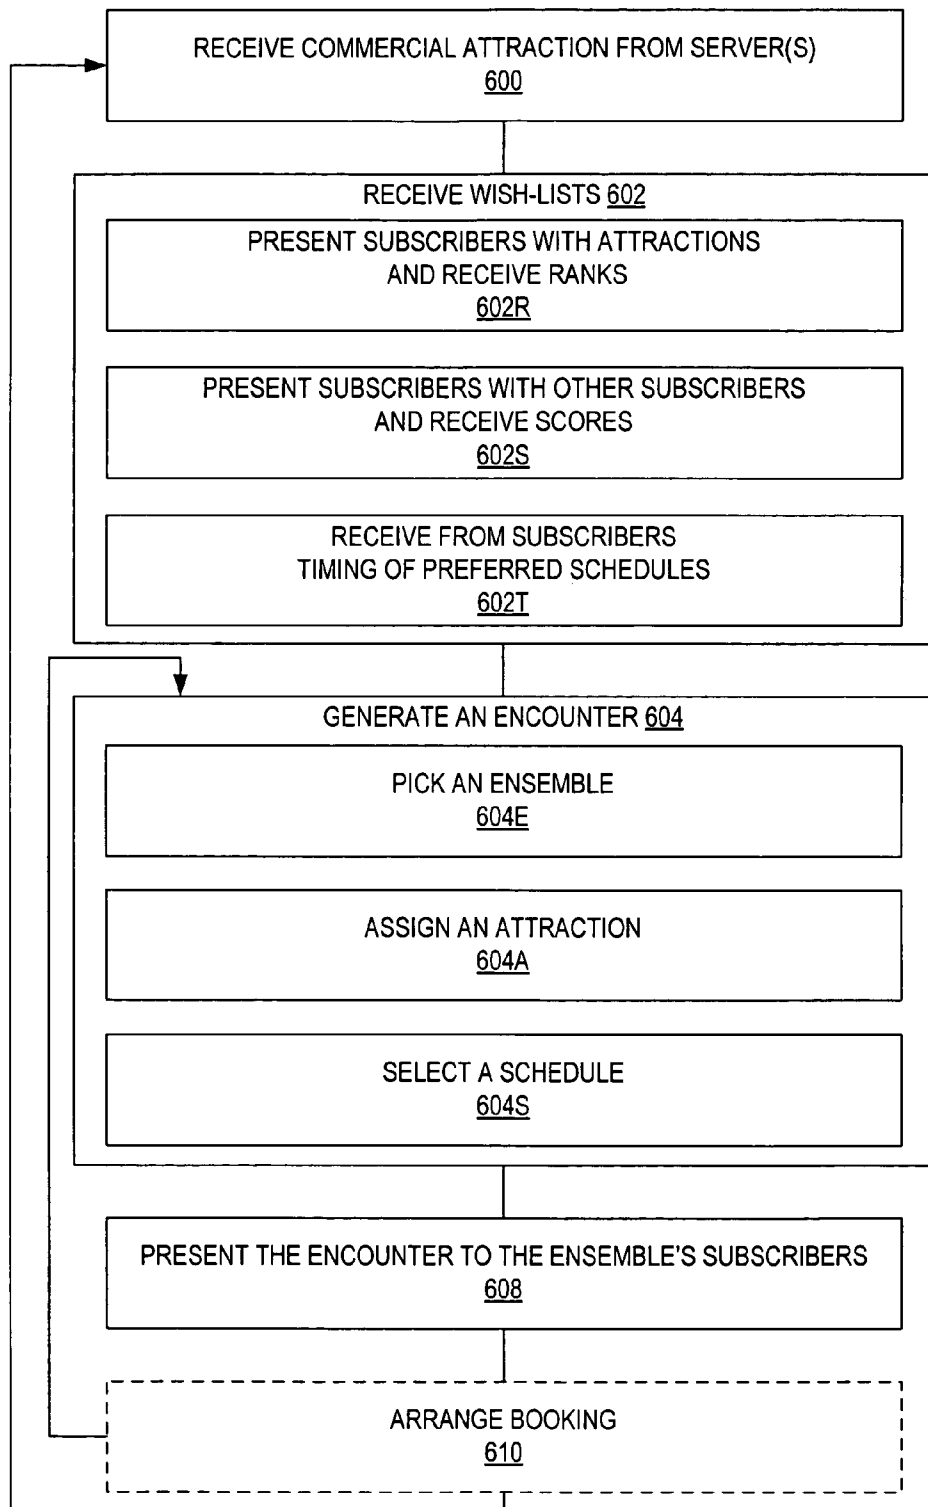 RECEIVE COMMERCIAL ATTRACTION FROM SERVER(S)
600
RECEIVE WISH-LISTS 602
PRESENT SUBSCRIBERS WITH ATTRACTIONS
AND RECEIVE RANKS
602R
PRESENT SUBSCRIBERS WITH OTHER SUBSCRIBERS
AND RECEIVE SCORES
602S
RECEIVE FROM SUBSCRIBERS
TIMING OF PREFERRED SCHEDULES
602T
GENERATE AN ENCOUNTER 604
PICK AN ENSEMBLE
604E
ASSIGN AN ATTRACTION
604A
SELECT A SCHEDULE
604S
PRESENT THE ENCOUNTER TO THE ENSEMBLE'S SUBSCRIBERS
608
ARRANGE BOOKING
610